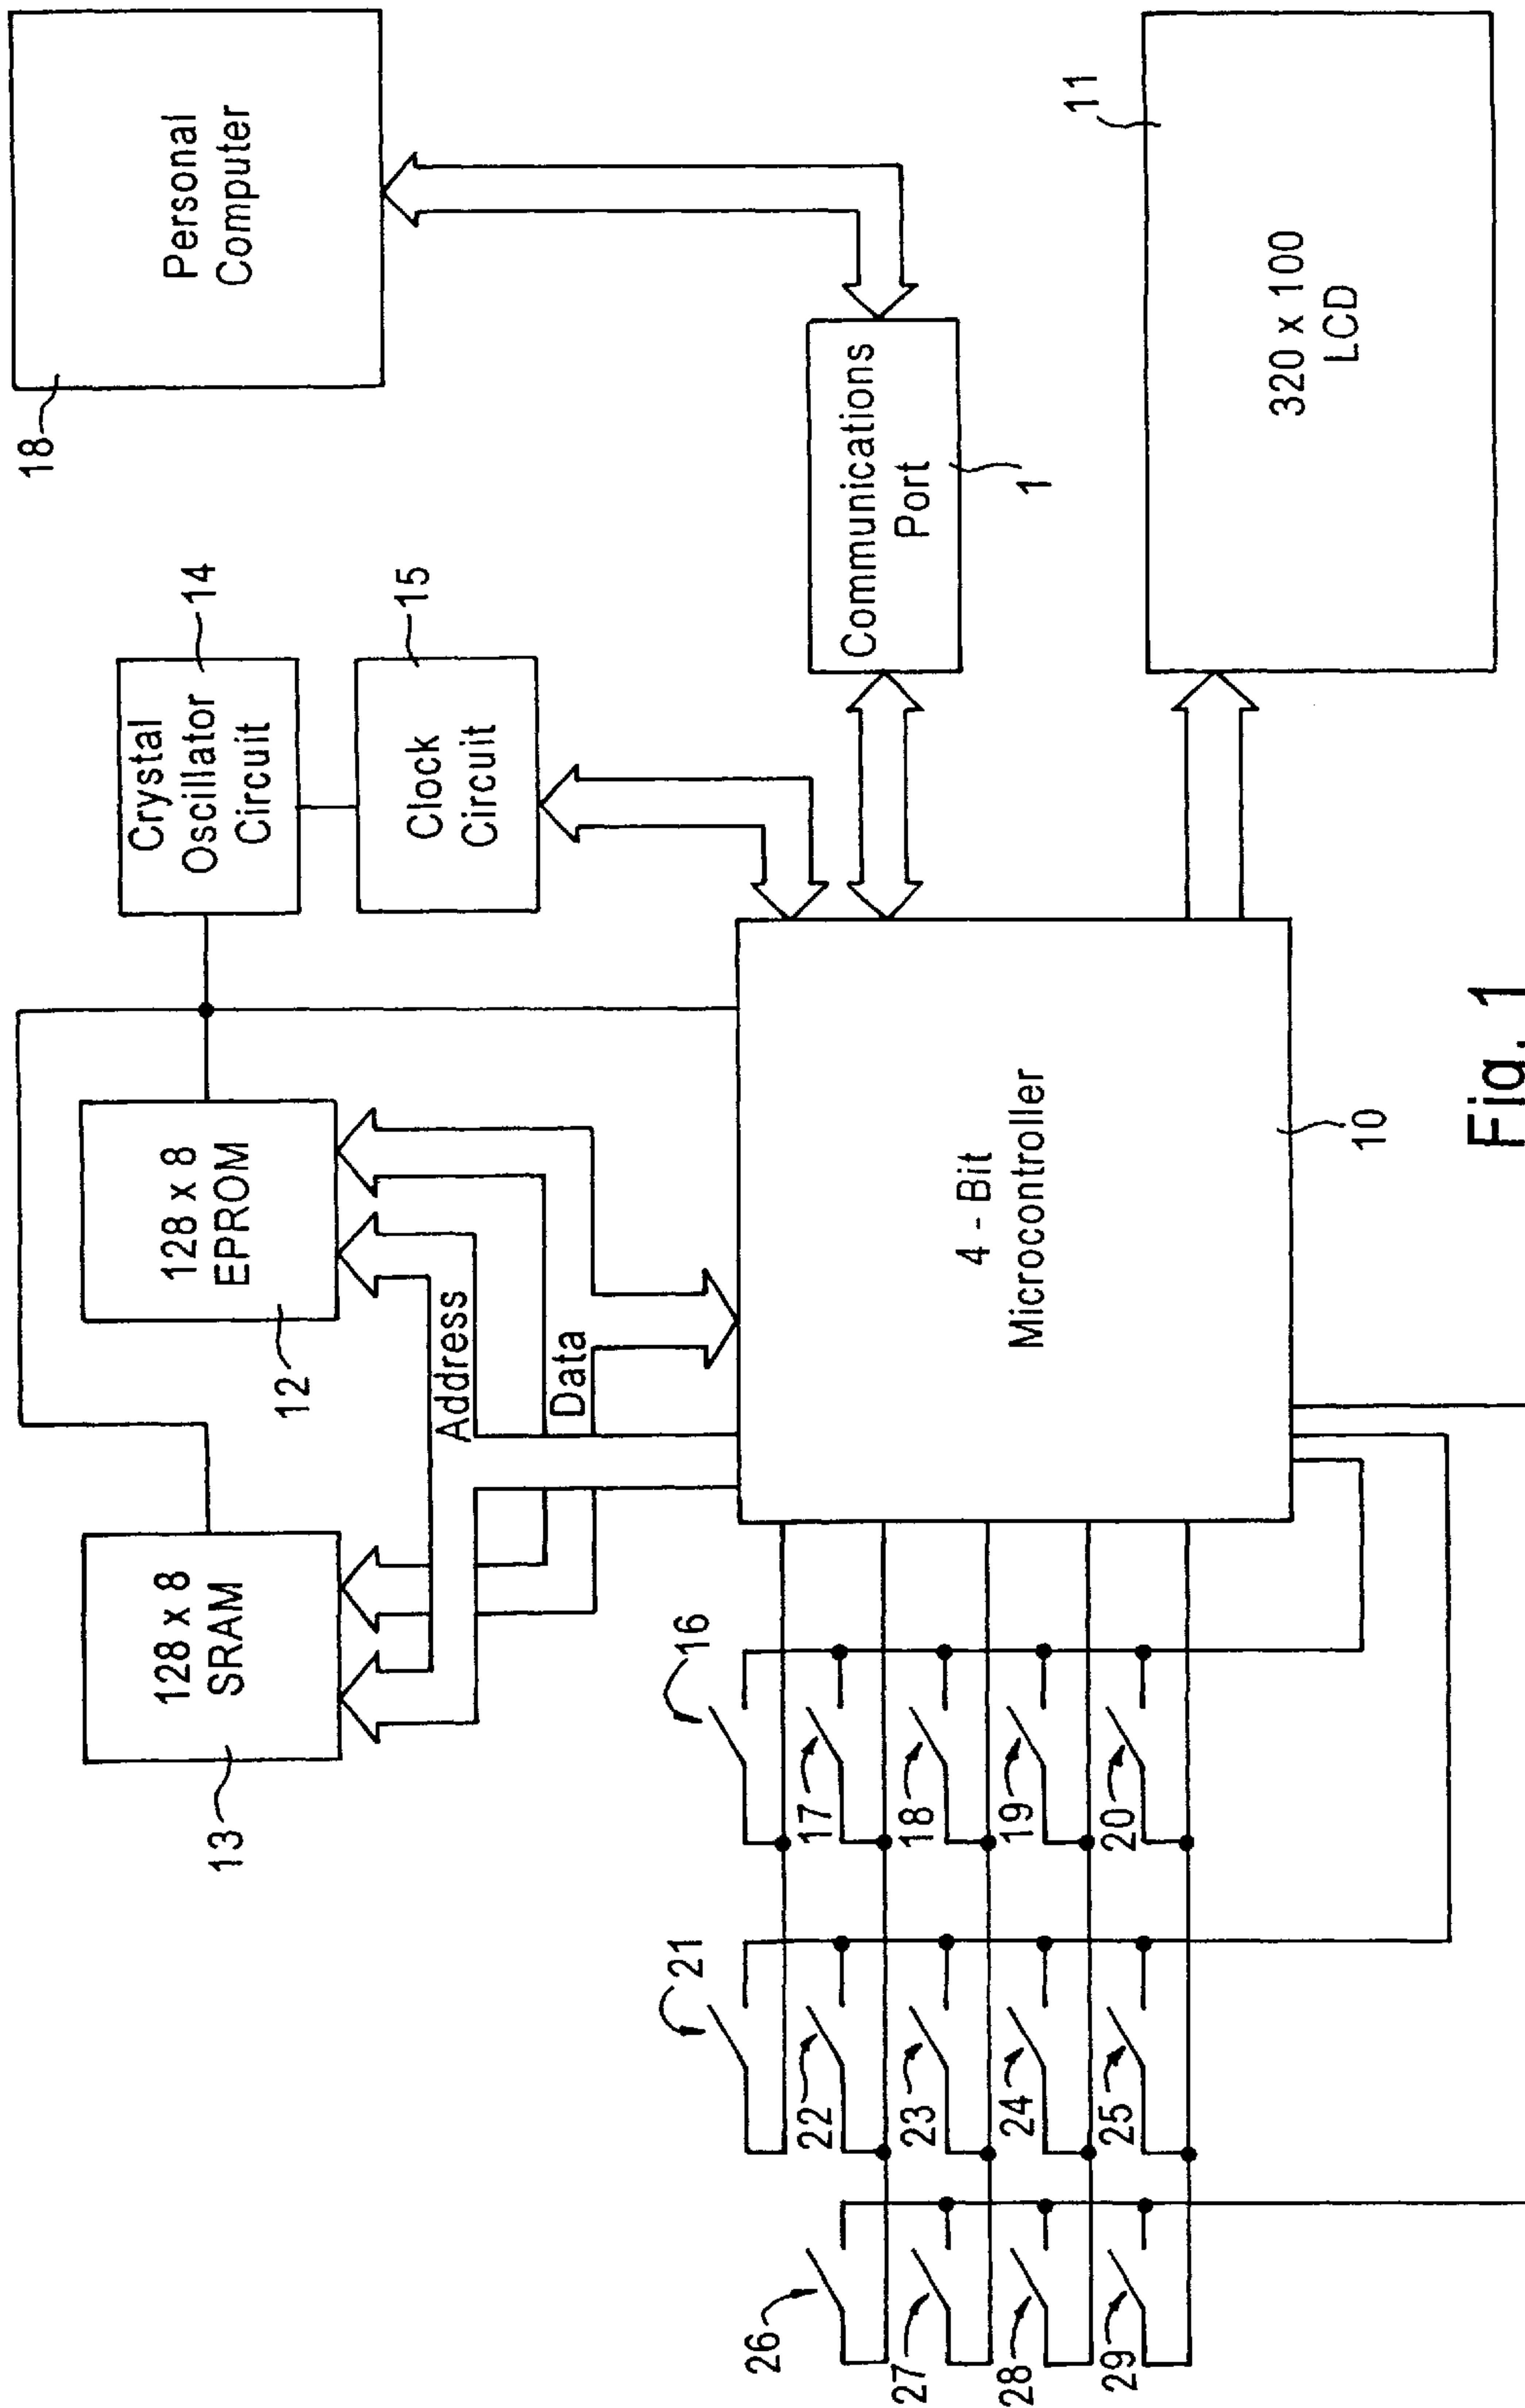 128 x 8
SRAM
13
128 x 8
EPROM
12
Crystal
Oscillator
Circuit
14
Clock
Circuit
15
Personal
Computer
18
Address
Data
4 - Bit
Microcontroller
10
Communications
Port
1
320 x 100
LCD
11
16
17
18
19
20
21
22
23
24
25
26
27
28
29
Fig. 1